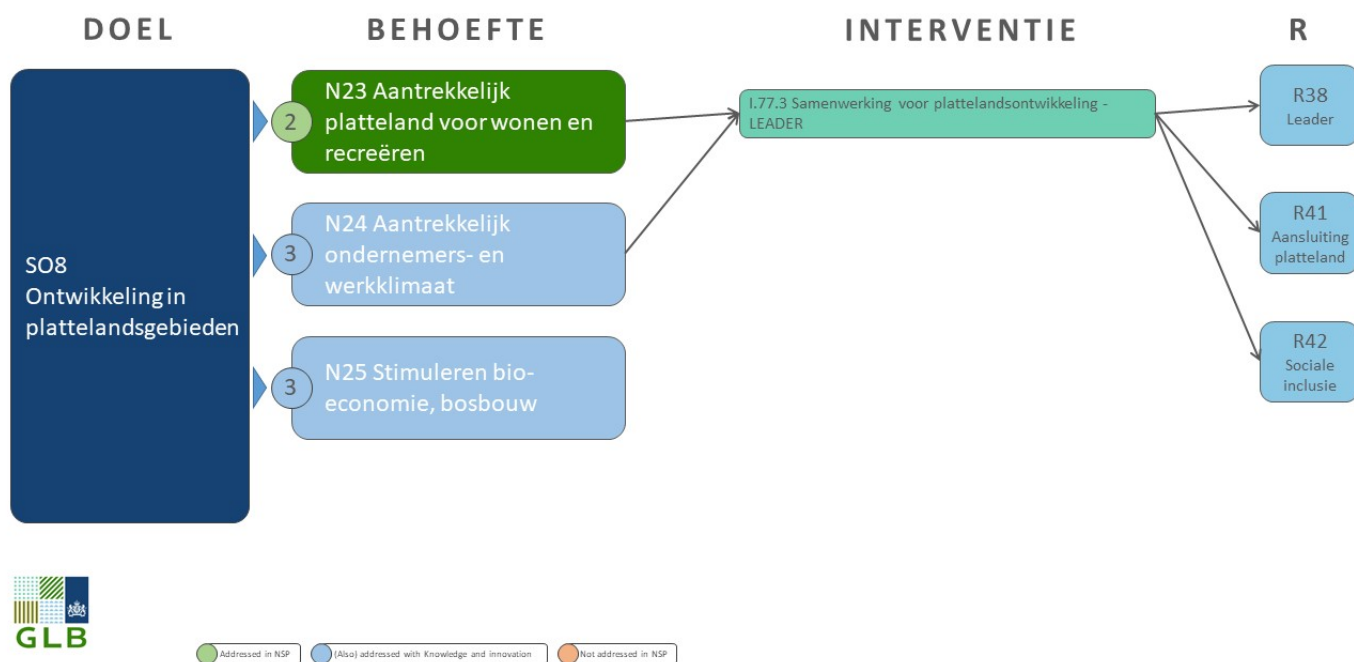 DOEL
BEHOEFTE
INTERVENTIE
R
SO8
Ontwikkeling in
plattelandsgebieden
2
N23 Aantrekkelijk
platteland voor wonen en
recreëren
3
N24 Aantrekkelijk
ondernemers- en
werkklimaat
3
N25 Stimuleren bio-
economie, bosbouw
I.77.3 Samenwerking voor plattelandsontwikkeling -
LEADER
R38
Leader
R41
Aansluiting
platteland
R42
Sociale
inclusie
GLB
Addressed in NSP
(Also) addressed with Knowledge and innovation
Not addressed in NSP